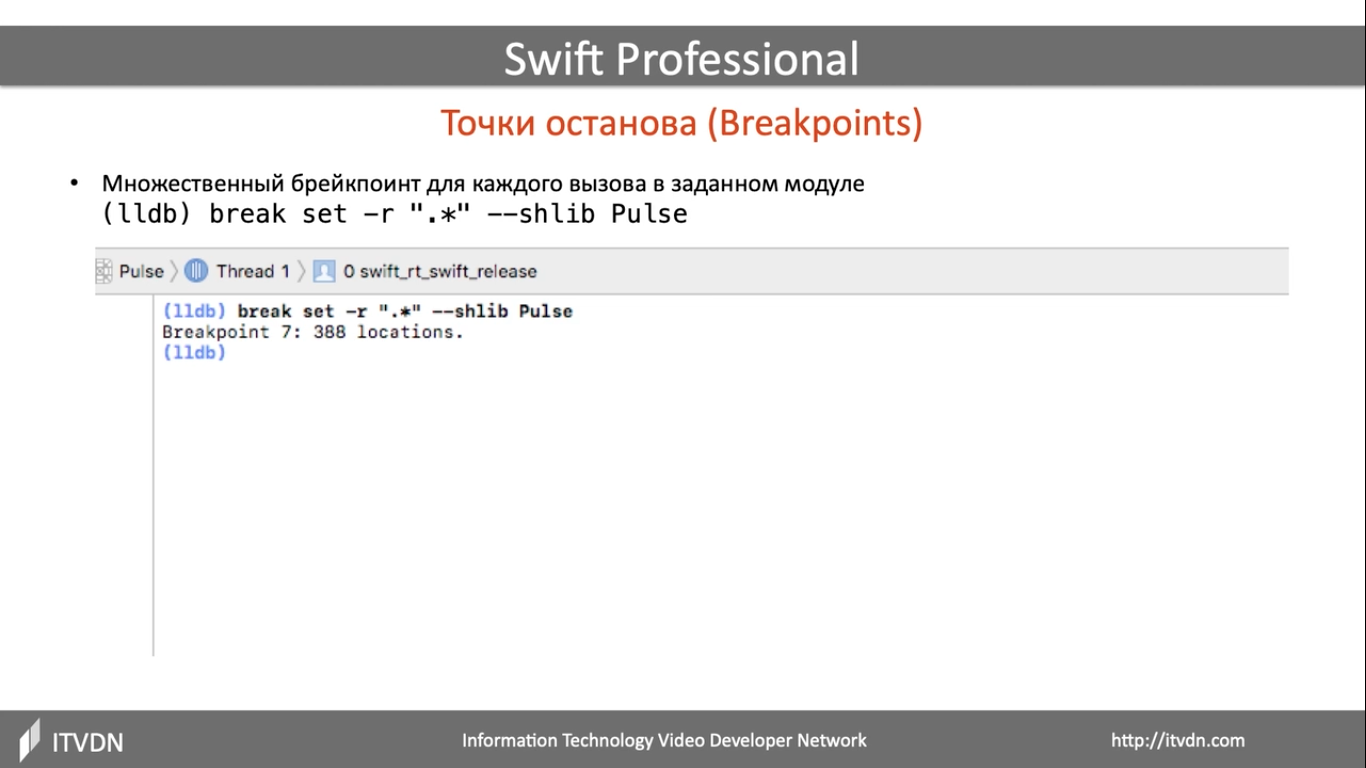 Swift Professional
Точки останова (Breakpoints)
• Множественный брейкпоинт для каждого вызова в заданном модуле
(lldb) break set -r ".*" --shlib Pulse
Pulse 〉 Thread 1 〉 0 swift_rt_swift_release
(lldb) break set -r ".*" --shlib Pulse
Breakpoint 7: 388 locations.
(lldb)
ITVDN
Information Technology Video Developer Network
http://itvdn.com